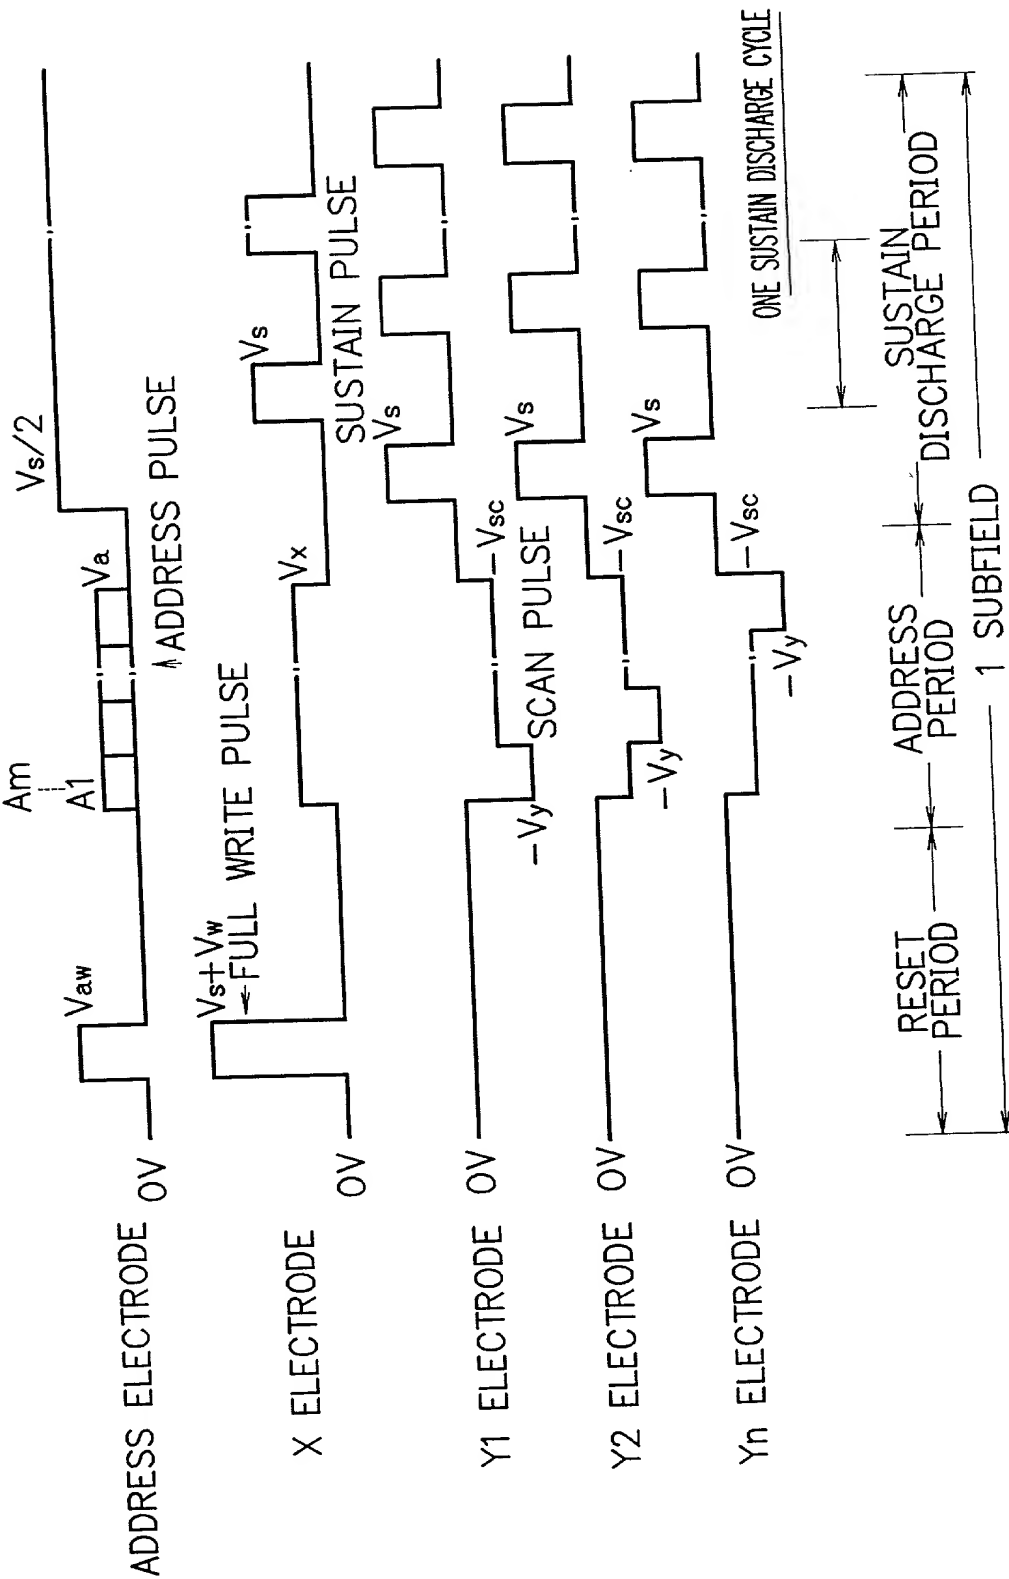 Am
A1
Vaw
Va
Vs/2
ADDRESS ELECTRODE 0V
ADDRESS PULSE
Vs+Vw
FULL WRITE PULSE
Vx
Vs
X ELECTRODE 0V
SUSTAIN PULSE
Vs
Y1 ELECTRODE 0V
-Vy
SCAN PULSE
-Vsc
Vs
Y2 ELECTRODE 0V
-Vy
-Vsc
Vs
Yn ELECTRODE 0V
-Vy
-Vsc
ONE SUSTAIN DISCHARGE CYCLE
RESET
PERIOD
ADDRESS
PERIOD
SUSTAIN
DISCHARGE PERIOD
1 SUBFIELD